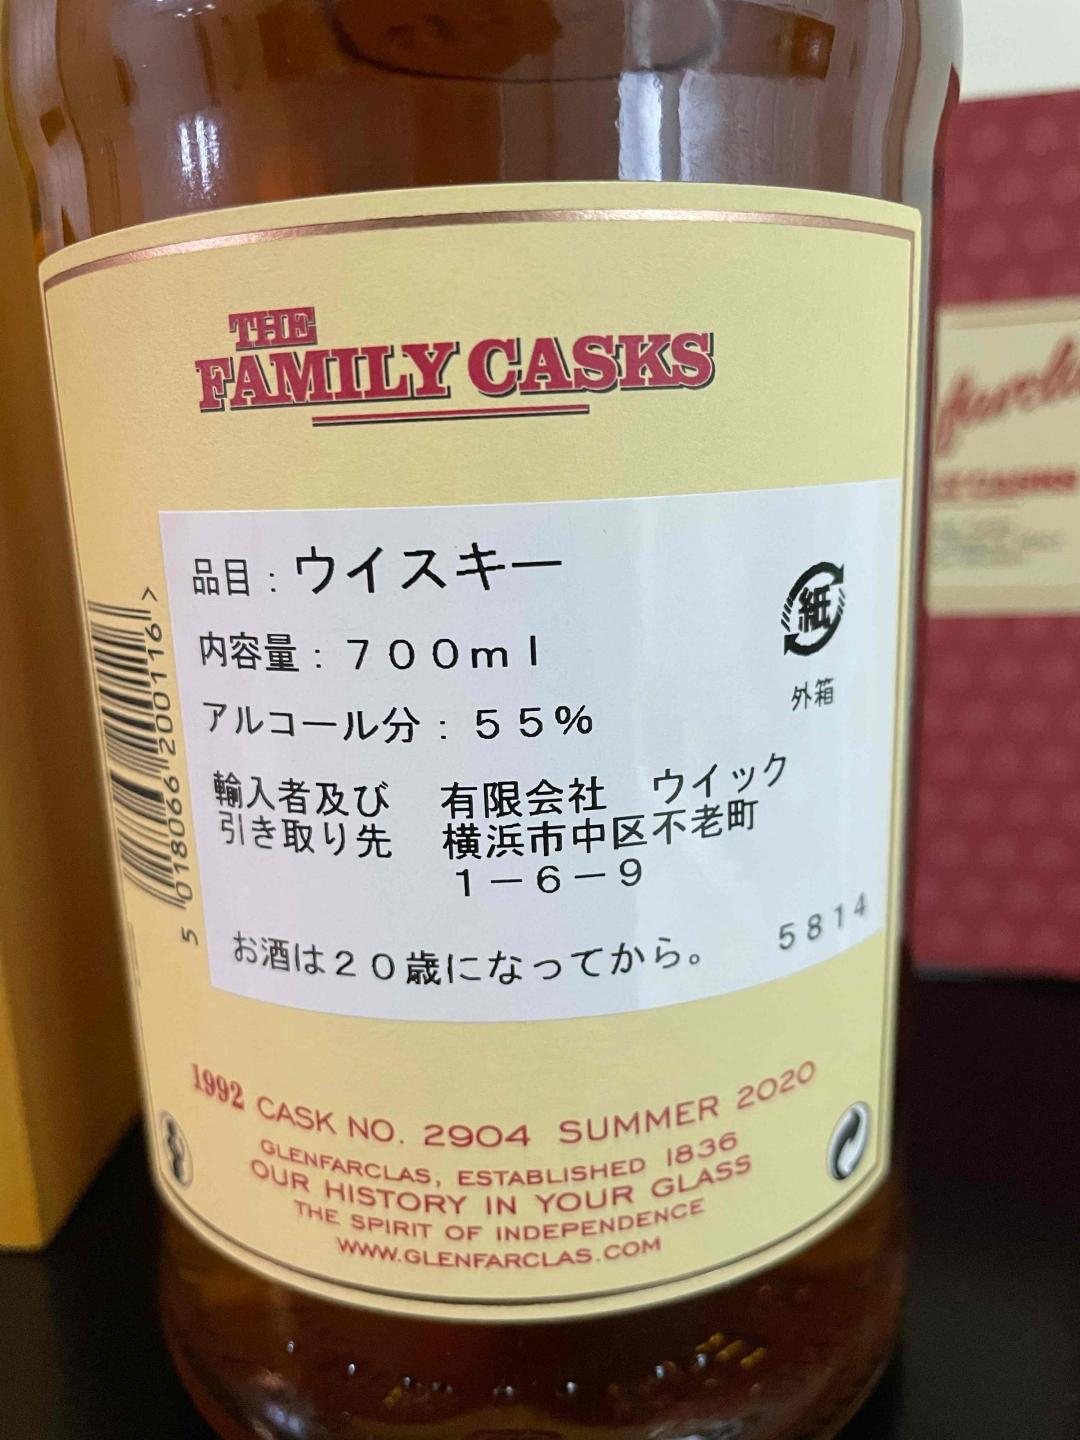 THE
FAMILY CASKS
品目：ウイスキー
内容量：７００ｍｌ
アルコール分：５５％
紙
外箱
輸入者及び　有限会社　ウイック
引き取り先　横浜市中区不老町
１－６－９
お酒は２０歳になってから。
5814
5 018066 200116 >
1992 CASK NO. 2904 SUMMER 2020
GLENFARCLAS, ESTABLISHED 1836
OUR HISTORY IN YOUR GLASS
THE SPIRIT OF INDEPENDENCE
WWW.GLENFARCLAS.COM